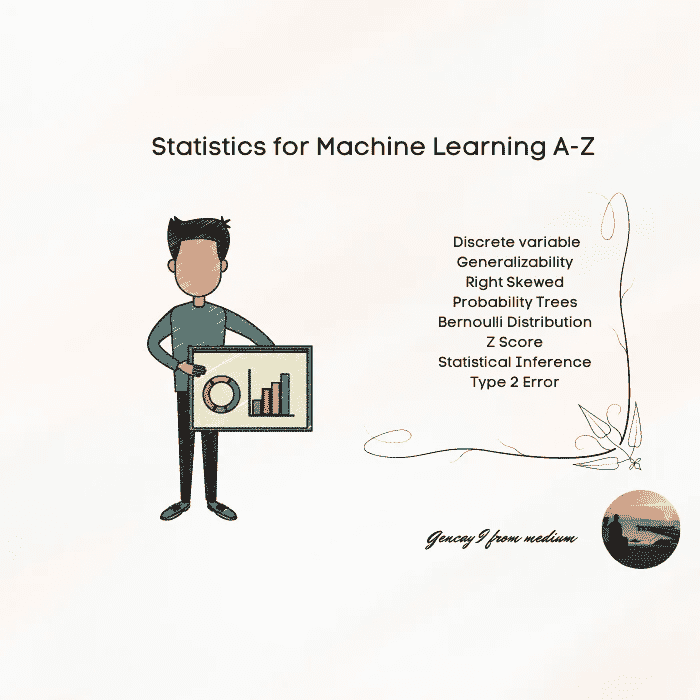 Statistics for Machine Learning A-Z
Discrete variable
Generalizability
Right Skewed
Probability Trees
Bernoulli Distribution
Z Score
Statistical Inference
Type 2 Error
Gencay I from medium